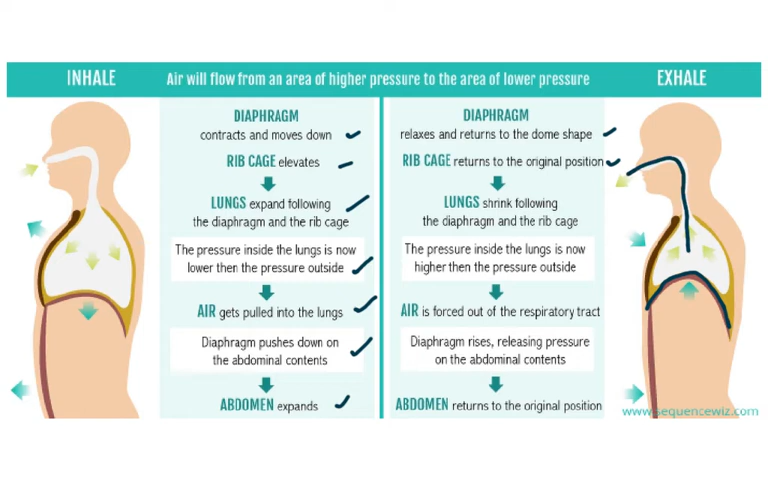 INHALE
Air will flow from an area of higher pressure to the area of lower pressure
EXHALE
DIAPHRAGM
contracts and moves down
RIB CAGE elevates
LUNGS expand following
the diaphragm and the rib cage
The pressure inside the lungs is now
lower then the pressure outside
AIR gets pulled into the lungs
Diaphragm pushes down on
the abdominal contents
ABDOMEN expands
DIAPHRAGM
relaxes and returns to the dome shape
RIB CAGE returns to the original position
LUNGS shrink following
the diaphragm and the rib cage
The pressure inside the lungs is now
higher then the pressure outside
AIR is forced out of the respiratory tract
Diaphragm rises, releasing pressure
on the abdominal contents
ABDOMEN returns to the original position
www.sequencewiz.com